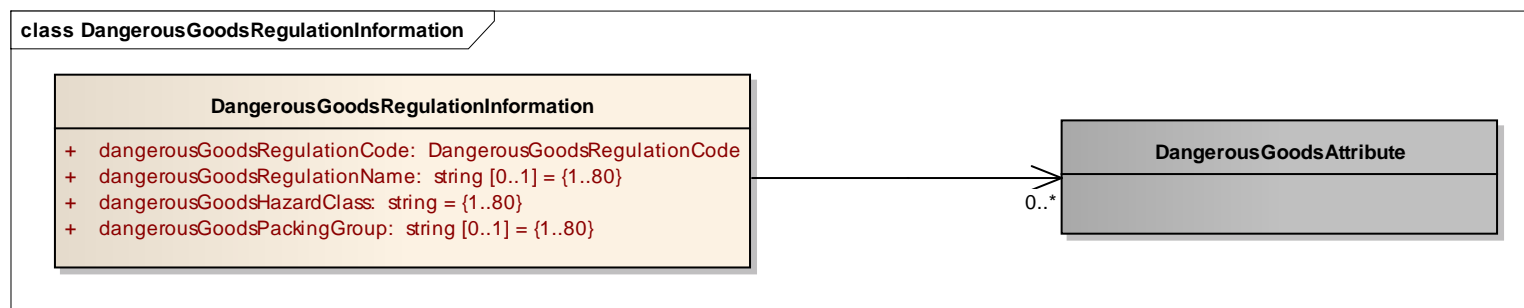 class DangerousGoodsRegulationInformation
DangerousGoodsRegulationInformation
+ dangerousGoodsRegulationCode: DangerousGoodsRegulationCode
+ dangerousGoodsRegulationName: string [0..1] = {1..80}
+ dangerousGoodsHazardClass: string = {1..80}
+ dangerousGoodsPackingGroup: string [0..1] = {1..80}
DangerousGoodsAttribute
0..*